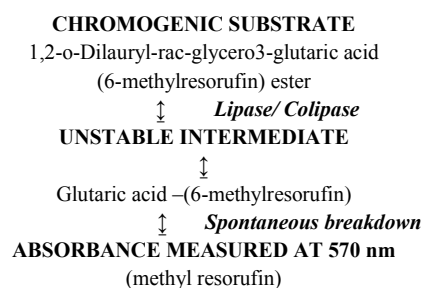 CHROMOGENIC SUBSTRATE
1,2-o-Dilauryl-rac-glycero3-glutaric acid
(6-methylresorufin) ester
↕ Lipase/ Colipase
UNSTABLE INTERMEDIATE
↕
Glutaric acid –(6-methylresorufin)
↕ Spontaneous breakdown
ABSORBANCE MEASURED AT 570 nm
(methyl resorufin)